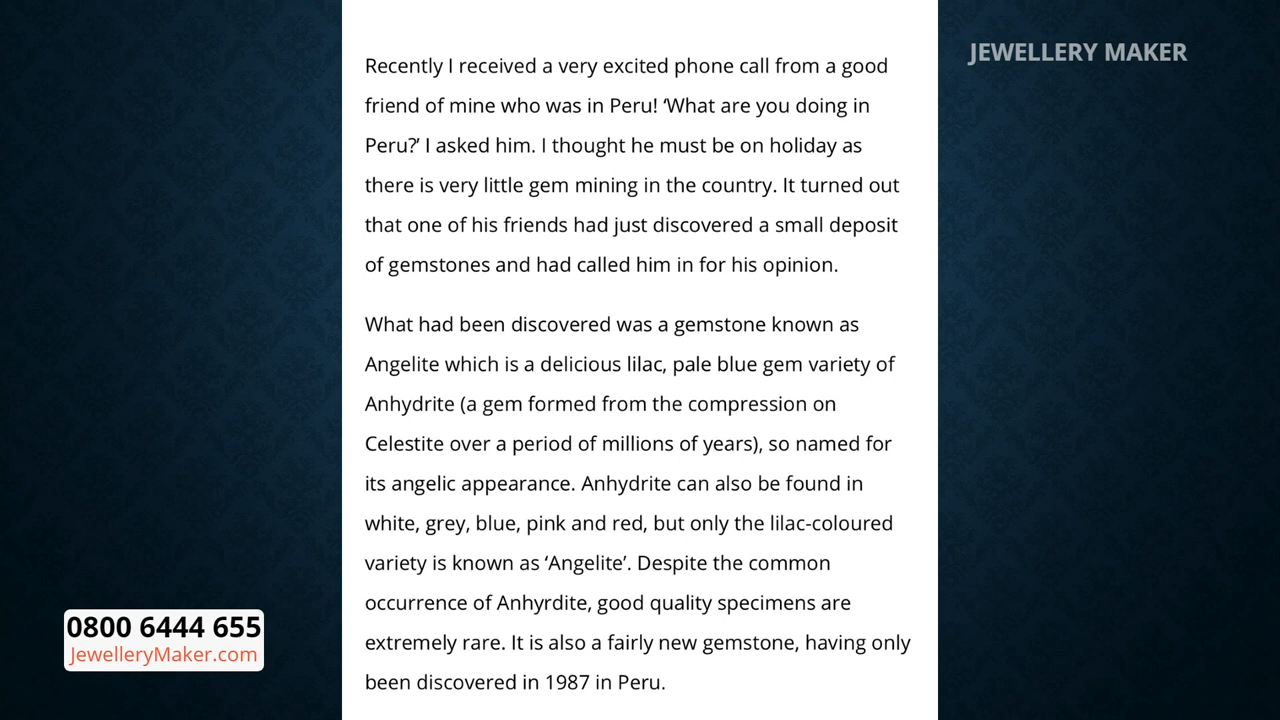 JEWELLERY MAKER
Recently I received a very excited phone call from a good
friend of mine who was in Peru! ‘What are you doing in
Peru?’ I asked him. I thought he must be on holiday as
there is very little gem mining in the country. It turned out
that one of his friends had just discovered a small deposit
of gemstones and had called him in for his opinion.
What had been discovered was a gemstone known as
Angelite which is a delicious lilac, pale blue gem variety of
Anhydrite (a gem formed from the compression on
Celestite over a period of millions of years), so named for
its angelic appearance. Anhydrite can also be found in
white, grey, blue, pink and red, but only the lilac-coloured
variety is known as ‘Angelite’. Despite the common
occurrence of Anhyrdite, good quality specimens are
extremely rare. It is also a fairly new gemstone, having only
been discovered in 1987 in Peru.
0800 6444 655
JewelleryMaker.com